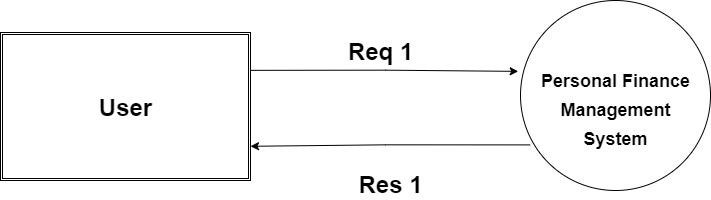 Req 1
User
Personal Finance
Management
System
Res 1